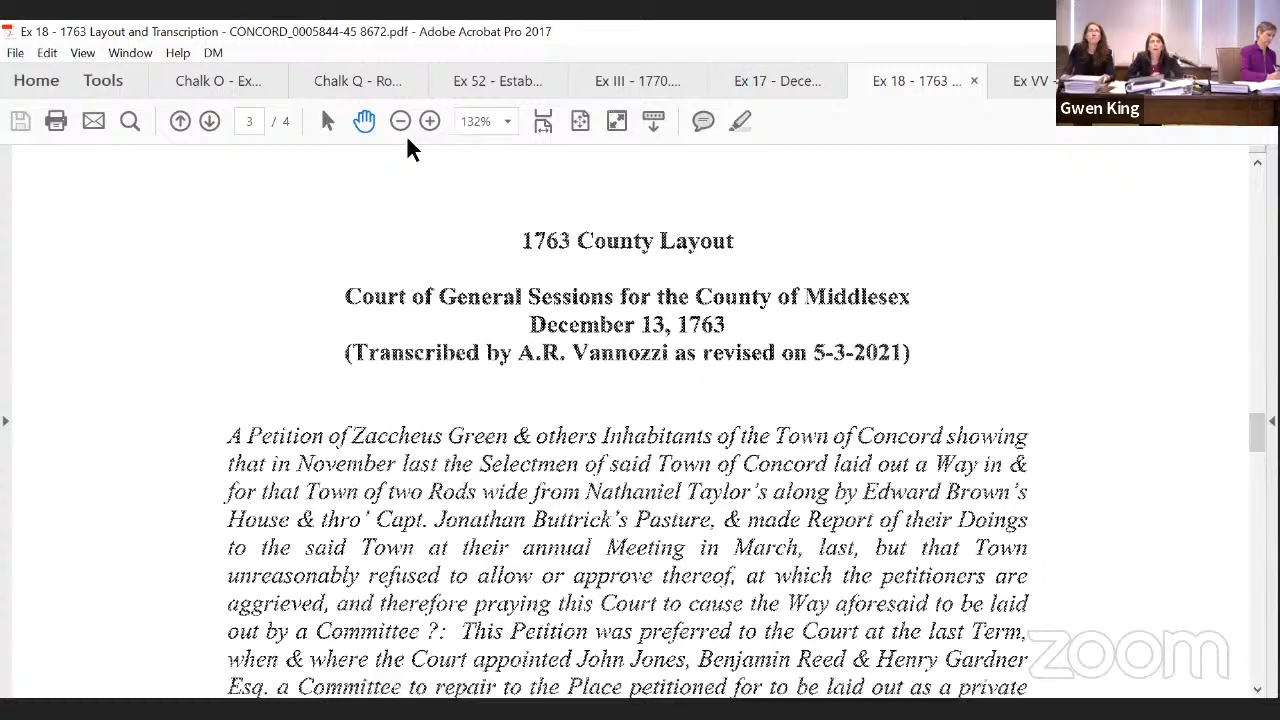 Ex 18 - 1763 Layout and Transcription - CONCORD_0005844-45 8672.pdf - Adobe Acrobat Pro 2017
File Edit View Window Help DM
Home Tools Chalk O - Ex... Chalk Q - Ro... Ex 52 - Estab... Ex III - 1770.... Ex 17 - Dece... Ex 18 - 1763 ... × Ex VV -
Gwen King
3 / 4 132%
1763 County Layout
Court of General Sessions for the County of Middlesex
December 13, 1763
(Transcribed by A.R. Vannozzi as revised on 5-3-2021)
A Petition of Zaccheus Green & others Inhabitants of the Town of Concord showing
that in November last the Selectmen of said Town of Concord laid out a Way in &
for that Town of two Rods wide from Nathaniel Taylor's along by Edward Brown's
House & thro' Capt. Jonathan Buttrick's Pasture, & made Report of their Doings
to the said Town at their annual Meeting in March, last, but that Town
unreasonably refused to allow or approve thereof, at which the petitioners are
aggrieved, and therefore praying this Court to cause the Way aforesaid to be laid
out by a Committee ?: This Petition was preferred to the Court at the last Term,
when & where the Court appointed John Jones, Benjamin Reed & Henry Gardner
Esq. a Committee to repair to the Place petitioned for to be laid out as a private
zoom